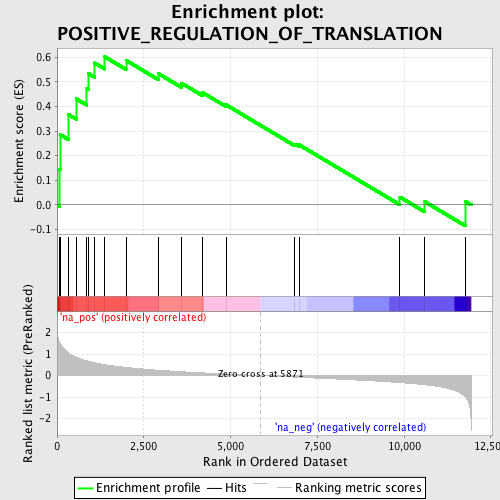 Enrichment plot:
POSITIVE_REGULATION_OF_TRANSLATION
Enrichment score (ES)
0.6
0.5
0.4
0.3
0.2
0.1
0.0
-0.1
'na_pos' (positively correlated)
Ranked list metric (PreRanked)
2
1
0
-1
-2
Zero cross at 5871
'na_neg' (negatively correlated)
0 2,500 5,000 7,500 10,000 12,500
Rank in Ordered Dataset
Enrichment profile Hits Ranking metric scores